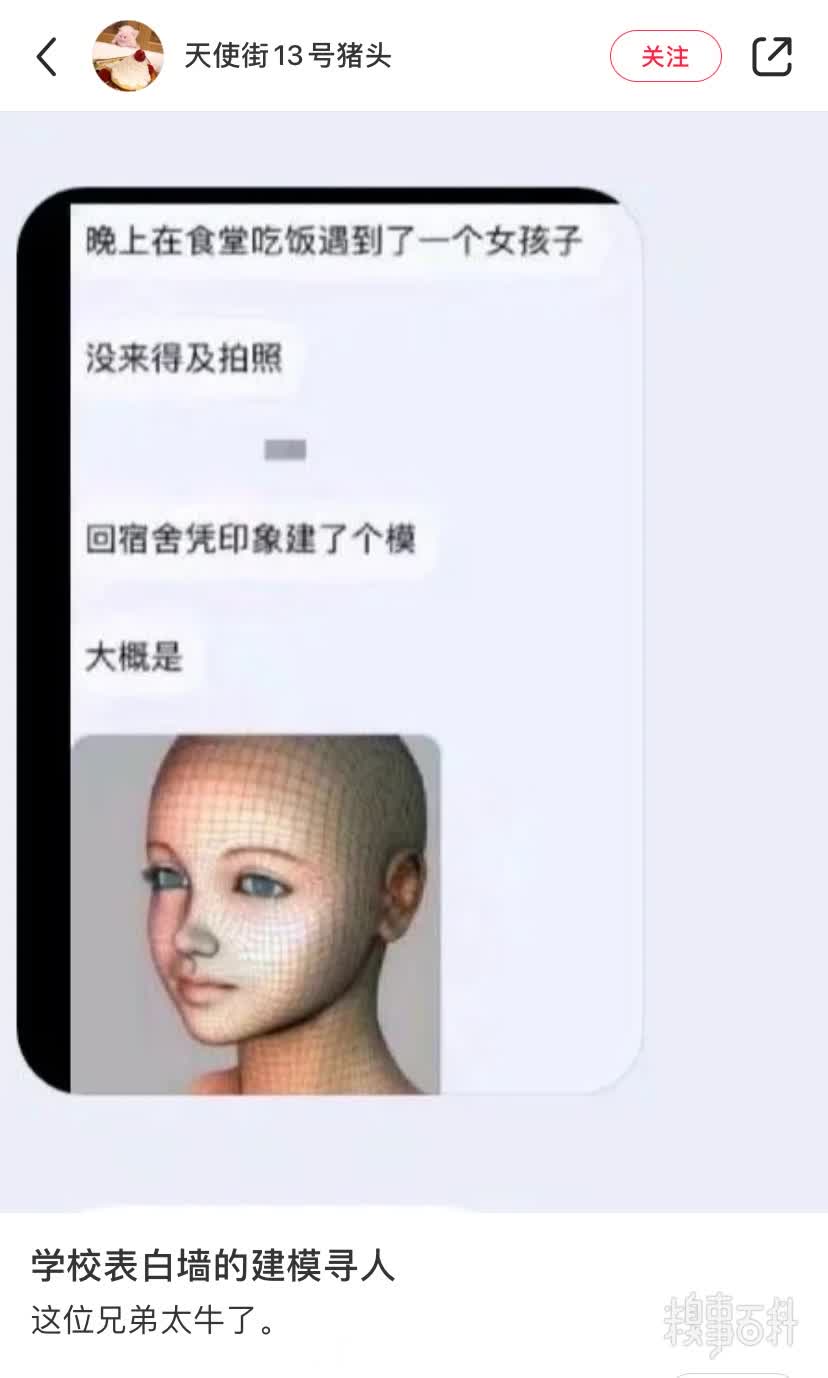 天使街13号猪头
关注
晚上在食堂吃饭遇到了一个女孩子
没来得及拍照
回宿舍凭印象建了个模
大概是
学校表白墙的建模寻人
这位兄弟太牛了。
糗事百科